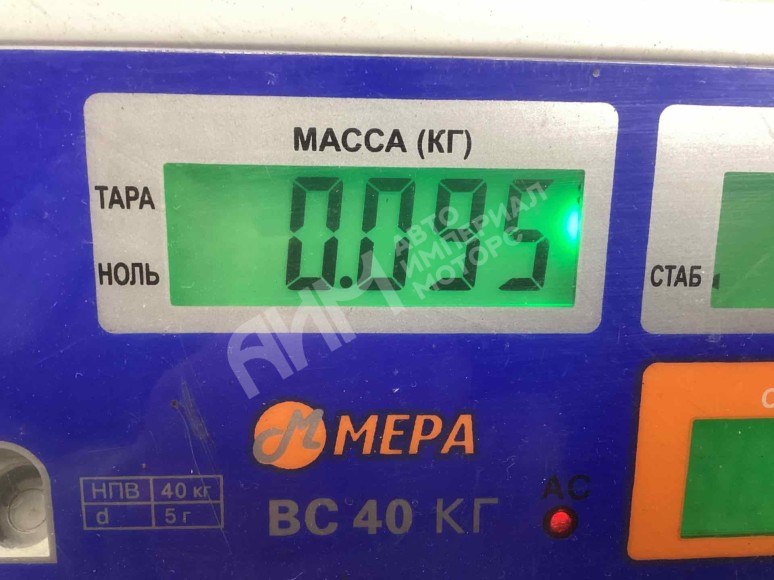 МАССА (КГ)
ТАРА
0.095
НОЛЬ
СТАБ
АИМ
АВТО
ИМПЕРИАЛ
МОТОРС
МЕРА
НПВ 40 кг
d 5 г
ВС 40 КГ
AC